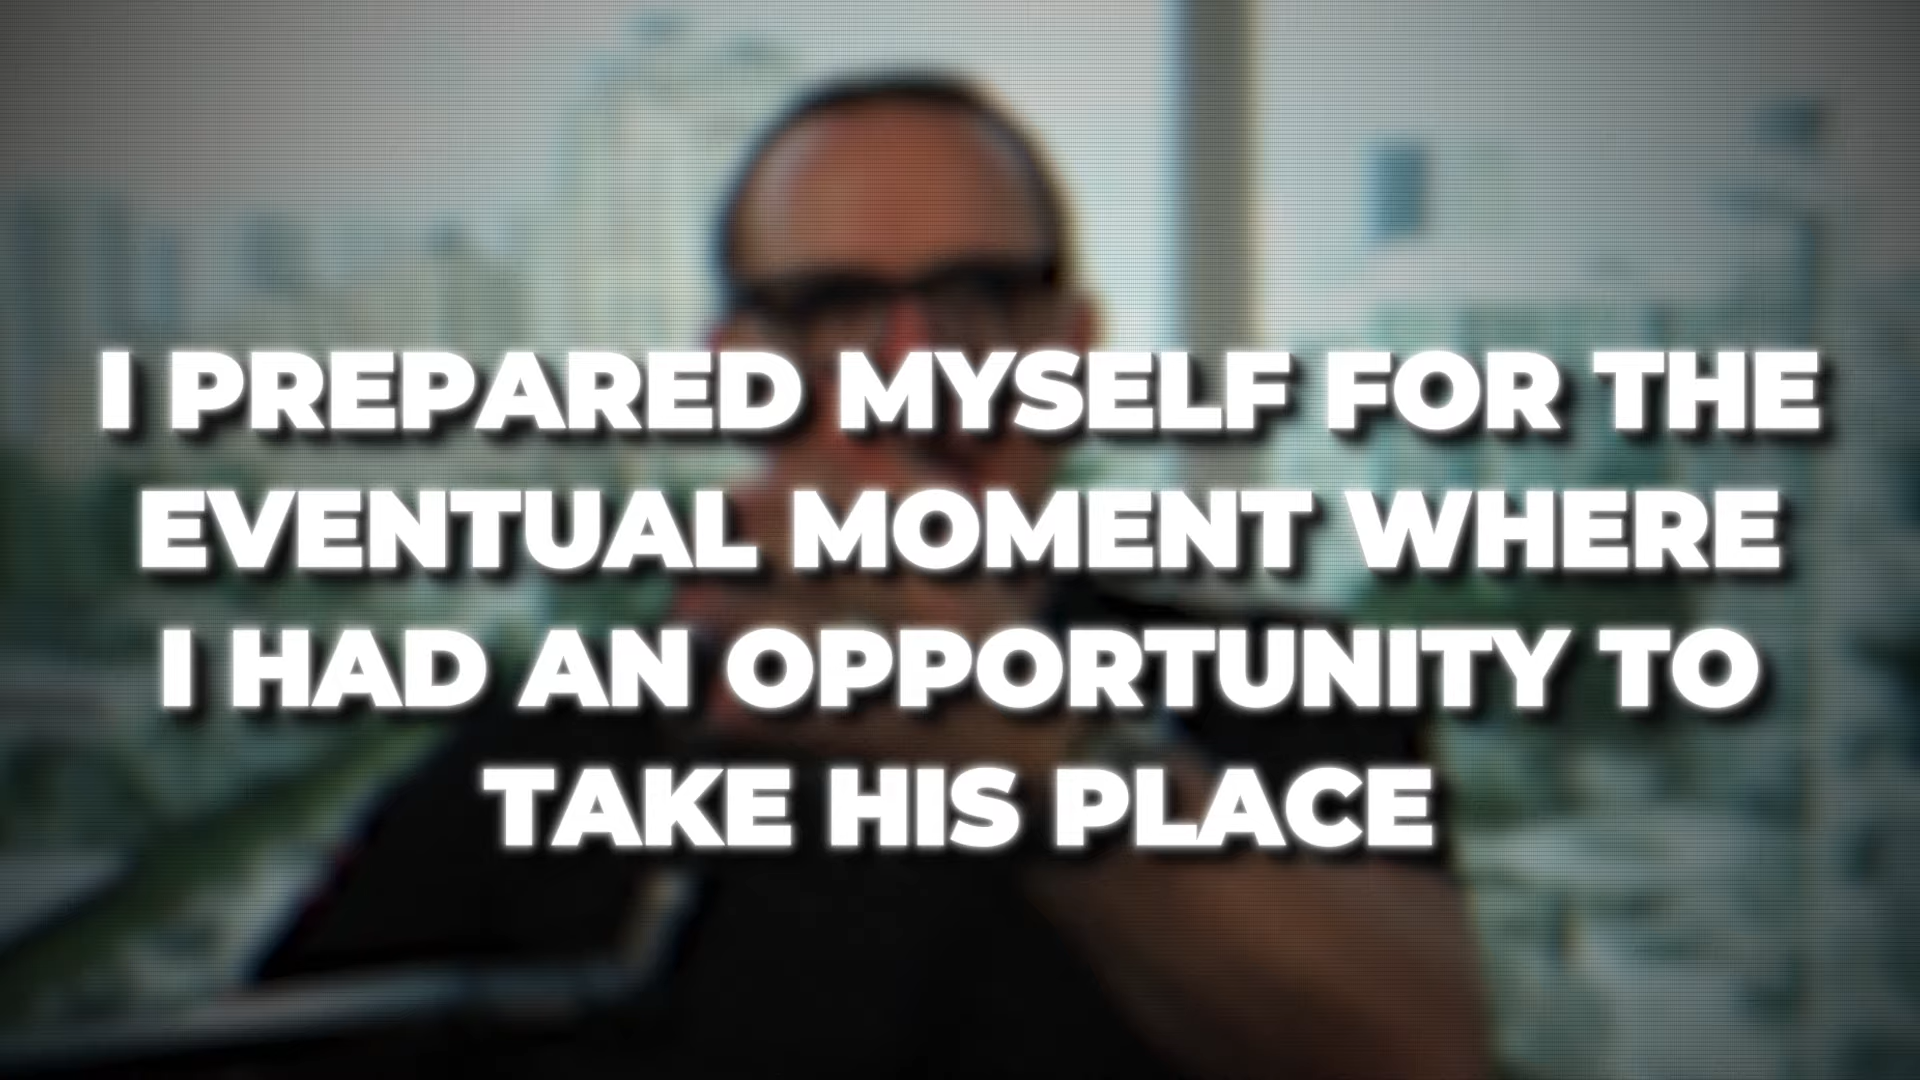 I PREPARED MYSELF FOR THE
EVENTUAL MOMENT WHERE
I HAD AN OPPORTUNITY TO
TAKE HIS PLACE